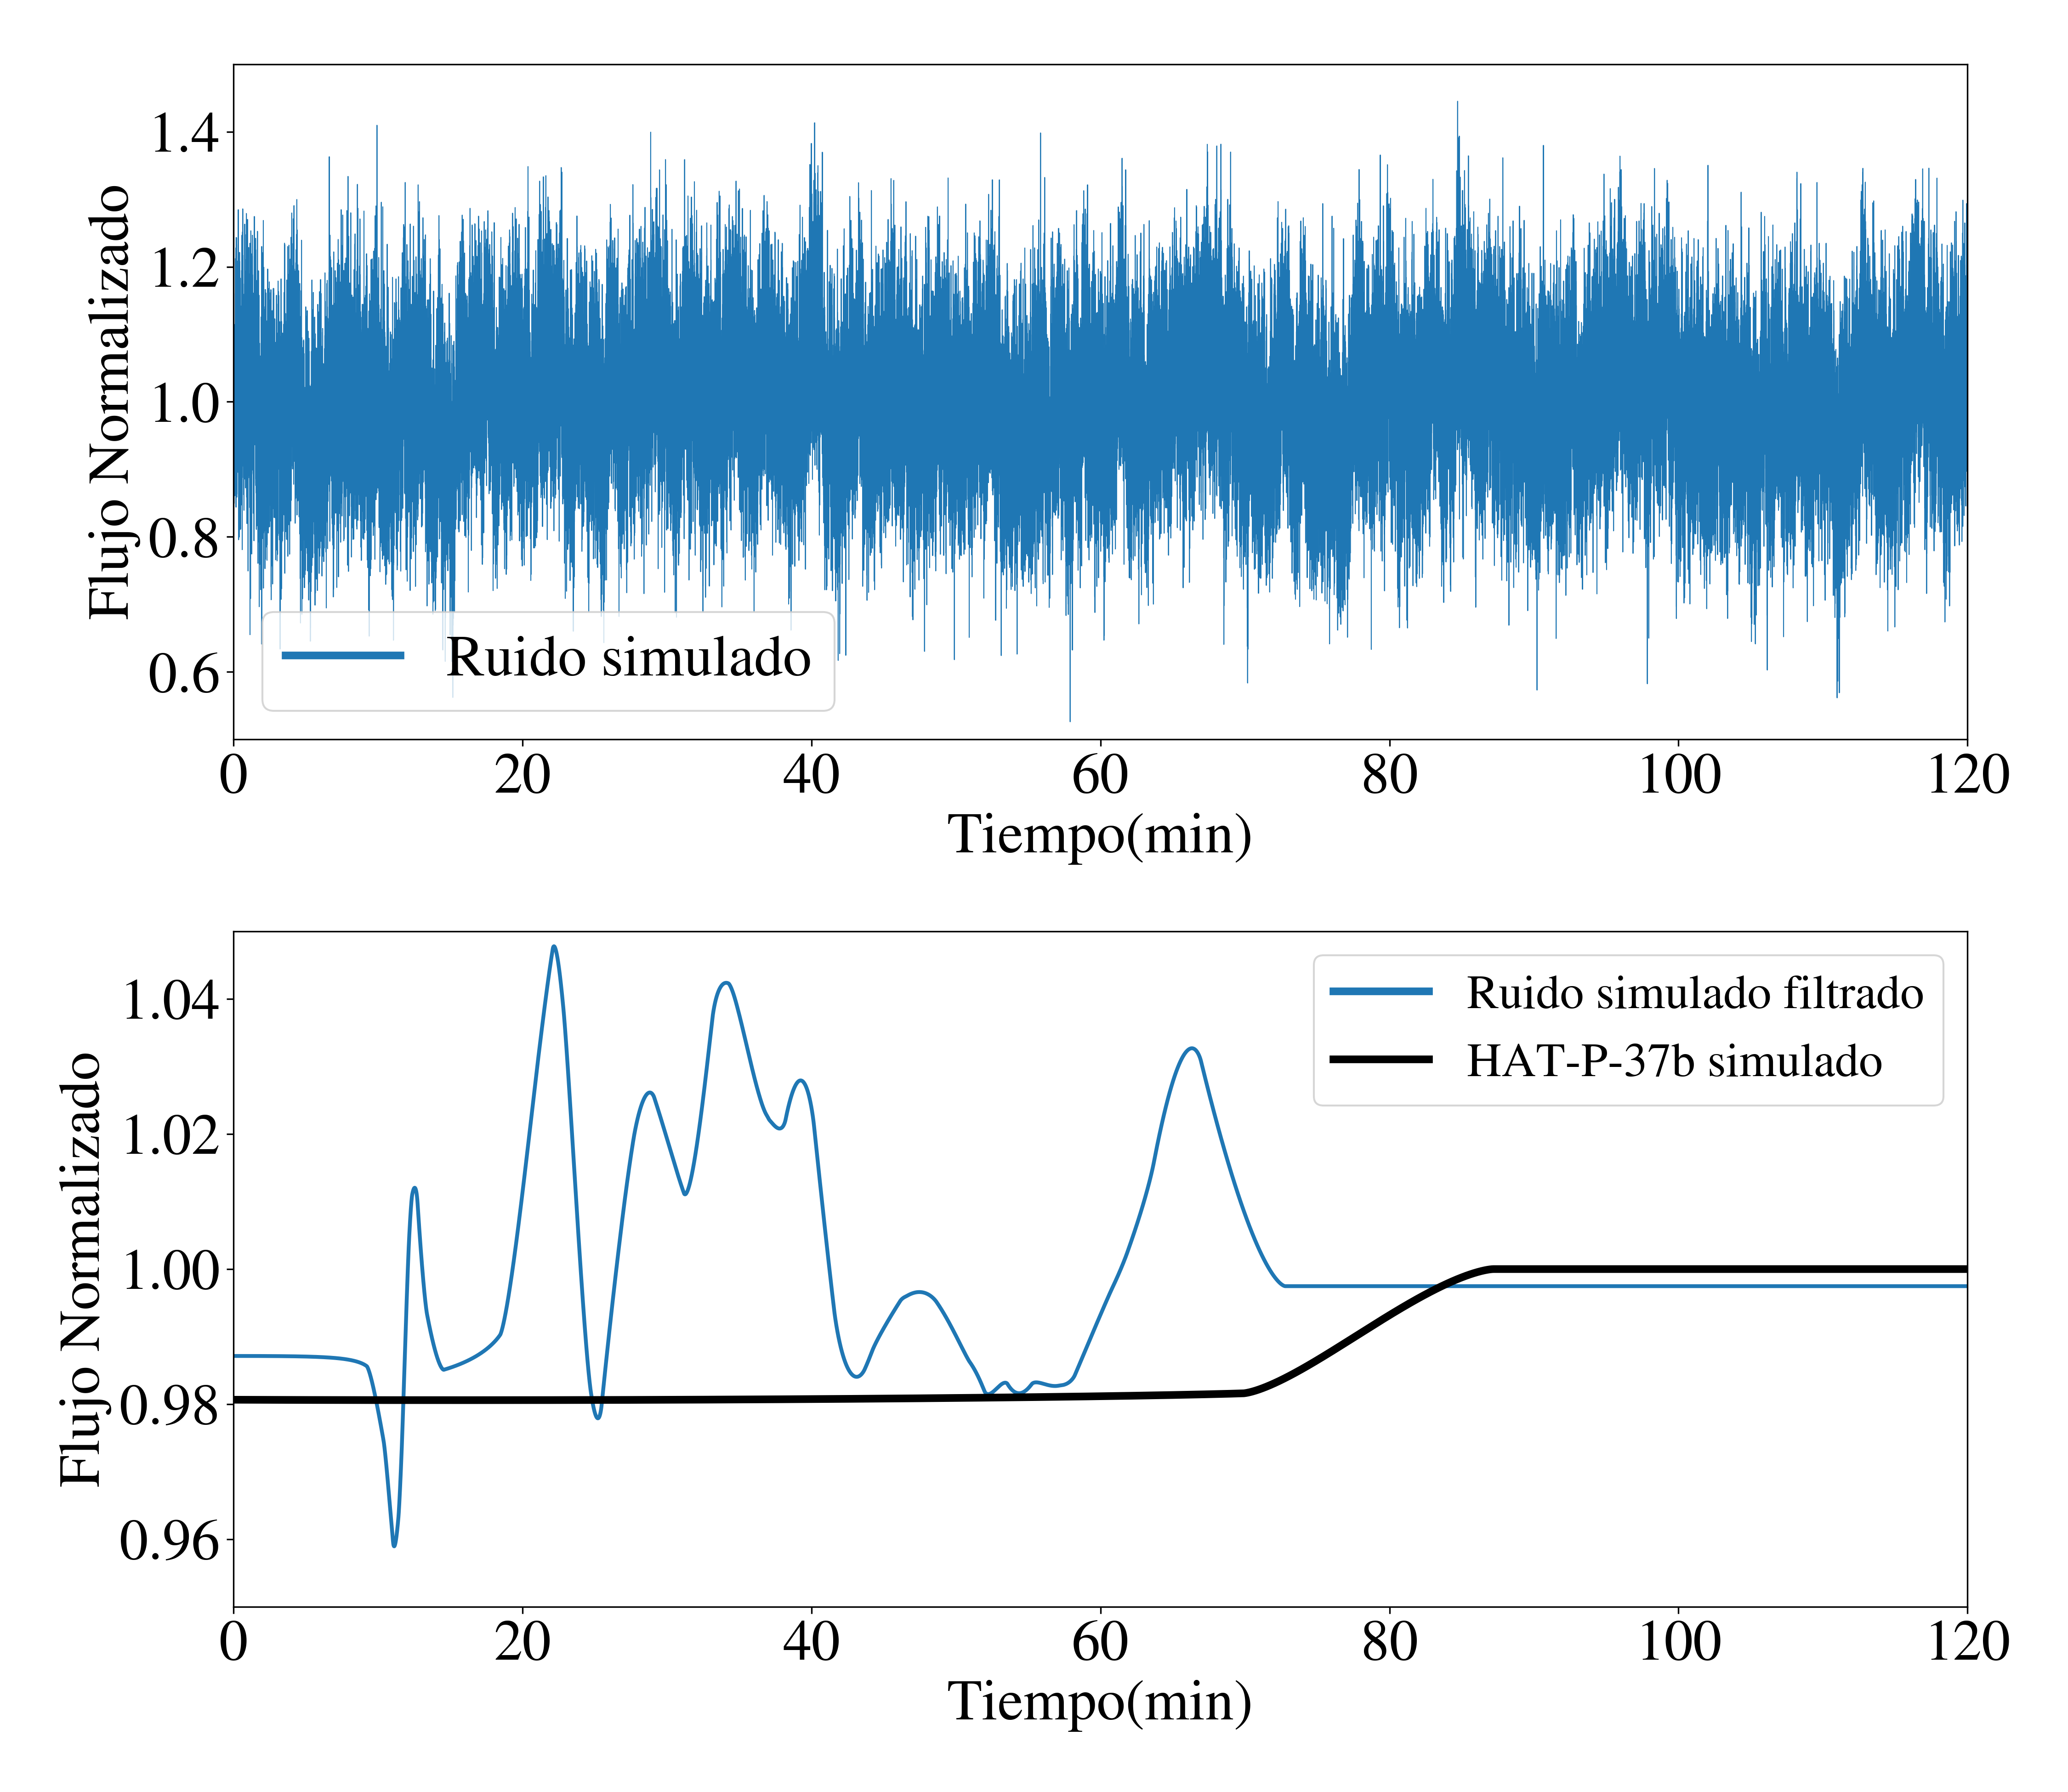 1.4
1.2
1.0
0.8
0.6
Flujo Normalizado
Ruido simulado
0 20 40 60 80 100 120
Tiempo(min)
1.04
1.02
1.00
0.98
0.96
Flujo Normalizado
Ruido simulado filtrado
HAT-P-37b simulado
0 20 40 60 80 100 120
Tiempo(min)